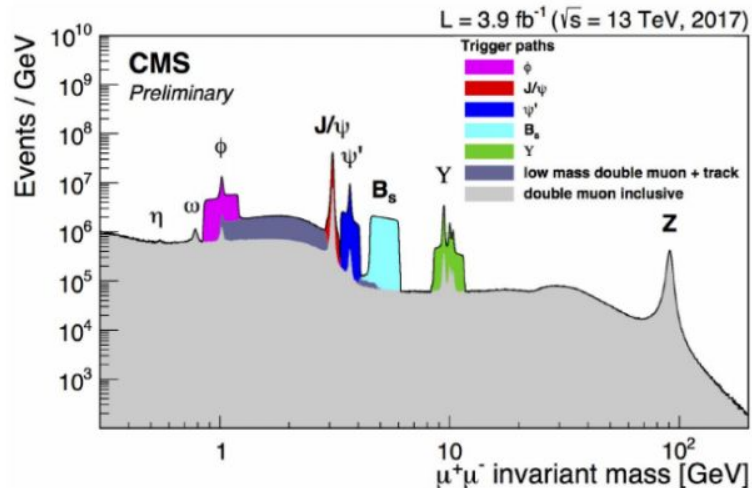 L = 3.9 fb⁻¹ (√s = 13 TeV, 2017)
Events / GeV
10¹⁰
10⁹
10⁸
10⁷
10⁶
10⁵
10⁴
10³
CMS
Preliminary
Trigger paths
ϕ
J/ψ
ψ'
Bₛ
Υ
low mass double muon + track
double muon inclusive
η
ω
ϕ
J/ψ
ψ'
Bₛ
Υ
Z
1
10
10²
μ⁺μ⁻ invariant mass [GeV]